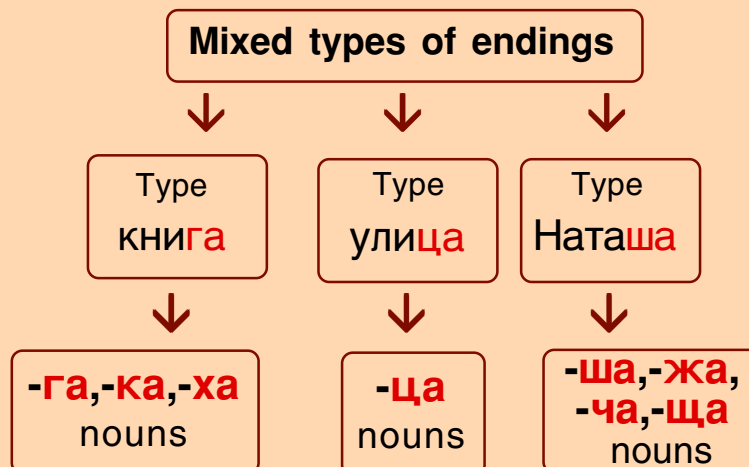 Mixed types of endings
Type
книга
Type
улица
Type
Наташа
-га,-ка,-ха
nouns
-ца
nouns
-ша,-жа,
-ча,-ща
nouns